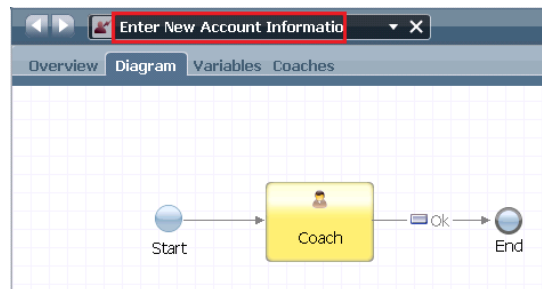 Enter New Account Informatio
Overview Diagram Variables Coaches
Start
Coach
Ok
End